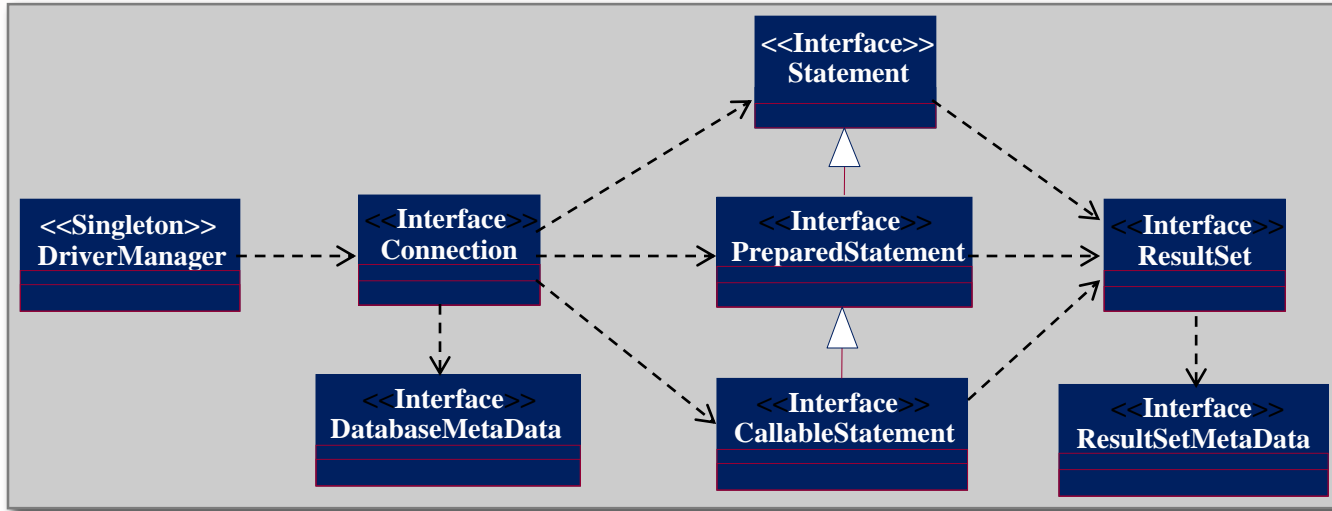 <<Interface>>
Statement
<<Singleton>>
DriverManager
<<Interface>>
Connection
<<Interface>>
PreparedStatement
<<Interface>>
ResultSet
<<Interface>>
DatabaseMetaData
<<Interface>>
CallableStatement
<<Interface>>
ResultSetMetaData